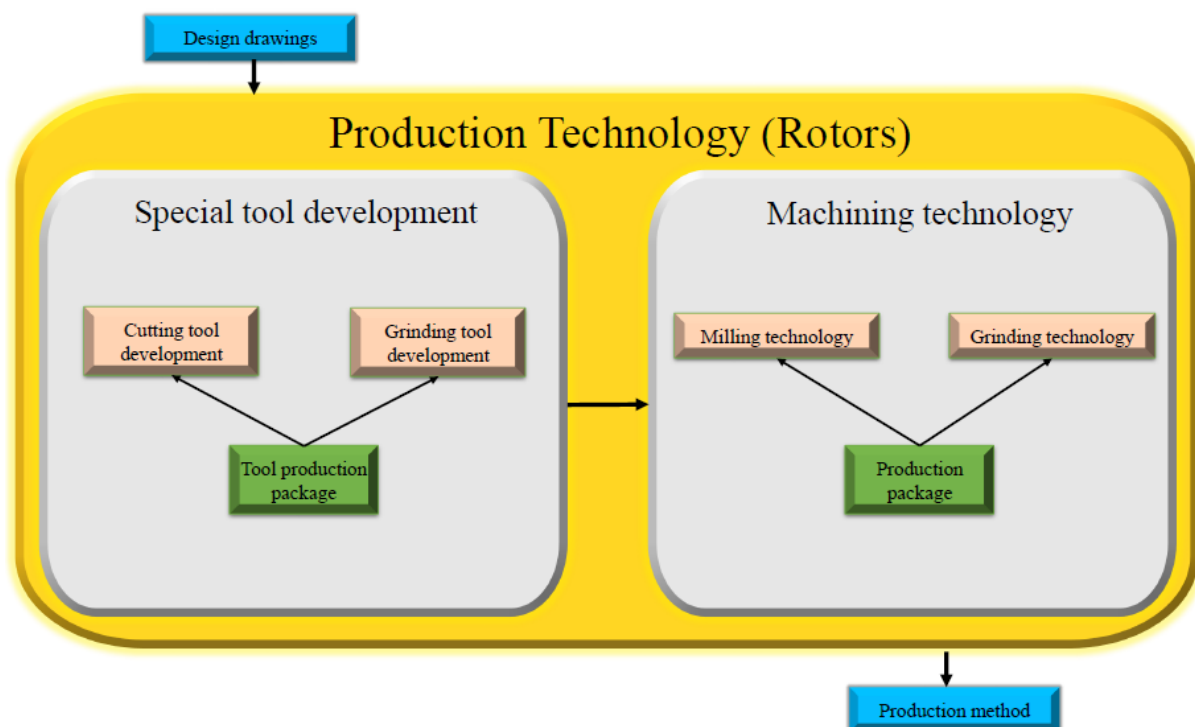 Design drawings
Production Technology (Rotors)
Special tool development
Cutting tool
development
Grinding tool
development
Tool production
package
Machining technology
Milling technology
Grinding technology
Production
package
Production method